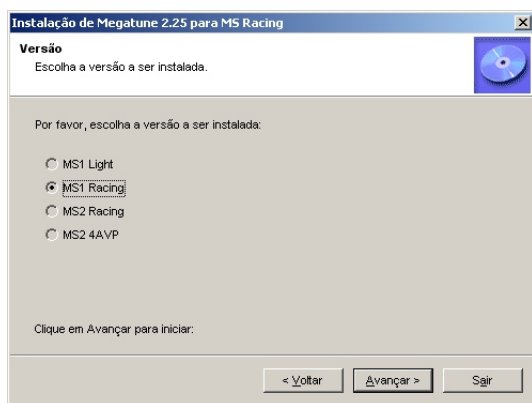 Instalação de Megatune 2.25 para MS Racing
Versão
Escolha a versão a ser instalada.
Por favor, escolha a versão a ser instalada:
MS1 Light
MS1 Racing
MS2 Racing
MS2 4AVP
Clique em Avançar para iniciar:
< Voltar
Avançar >
Sair